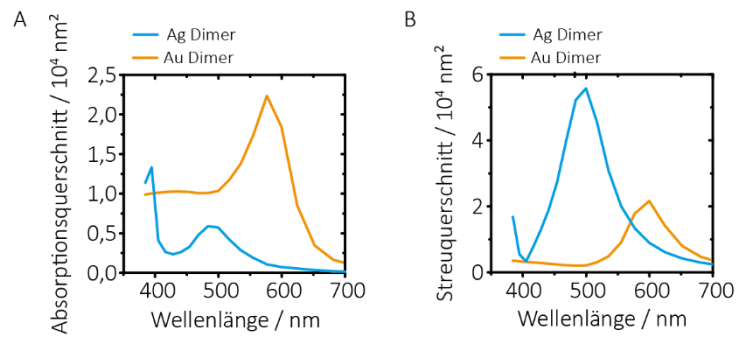 A
Ag Dimer
Au Dimer
Absorptionsquerschnitt / 10⁴ nm²
2,5
2,0
1,5
1,0
0,5
0,0
400 500 600 700
Wellenlänge / nm
B
Ag Dimer
Au Dimer
Streuquerschnitt / 10⁴ nm²
6
4
2
0
400 500 600 700
Wellenlänge / nm